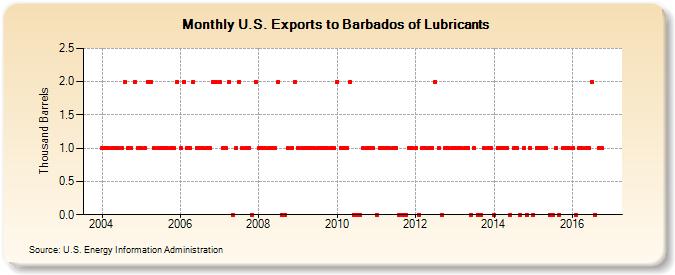 Monthly U.S. Exports to Barbados of Lubricants
Thousand Barrels
2.5
2.0
1.5
1.0
0.5
0.0
2004 2006 2008 2010 2012 2014 2016
Source: U.S. Energy Information Administration